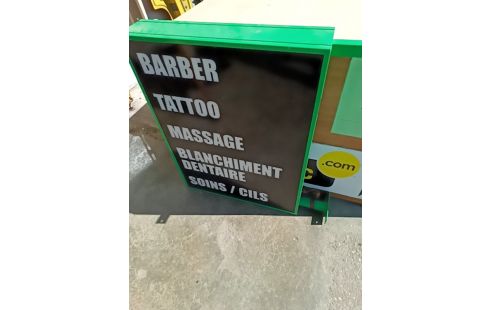 BARBER
TATTOO
MASSAGE
BLANCHIMENT
DENTAIRE
SOINS / CILS
.com